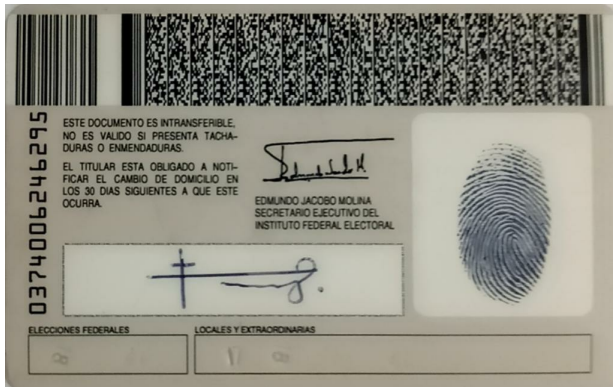 0374006246295
ESTE DOCUMENTO ES INTRANSFERIBLE,
NO ES VALIDO SI PRESENTA TACHA-
DURAS O ENMENDADURAS.
EL TITULAR ESTA OBLIGADO A NOTI-
FICAR EL CAMBIO DE DOMICILIO EN
LOS 30 DIAS SIGUIENTES A QUE ESTE
OCURRA.
EDMUNDO JACOBO MOLINA
SECRETARIO EJECUTIVO DEL
INSTITUTO FEDERAL ELECTORAL
ELECCIONES FEDERALES
LOCALES Y EXTRAORDINARIAS